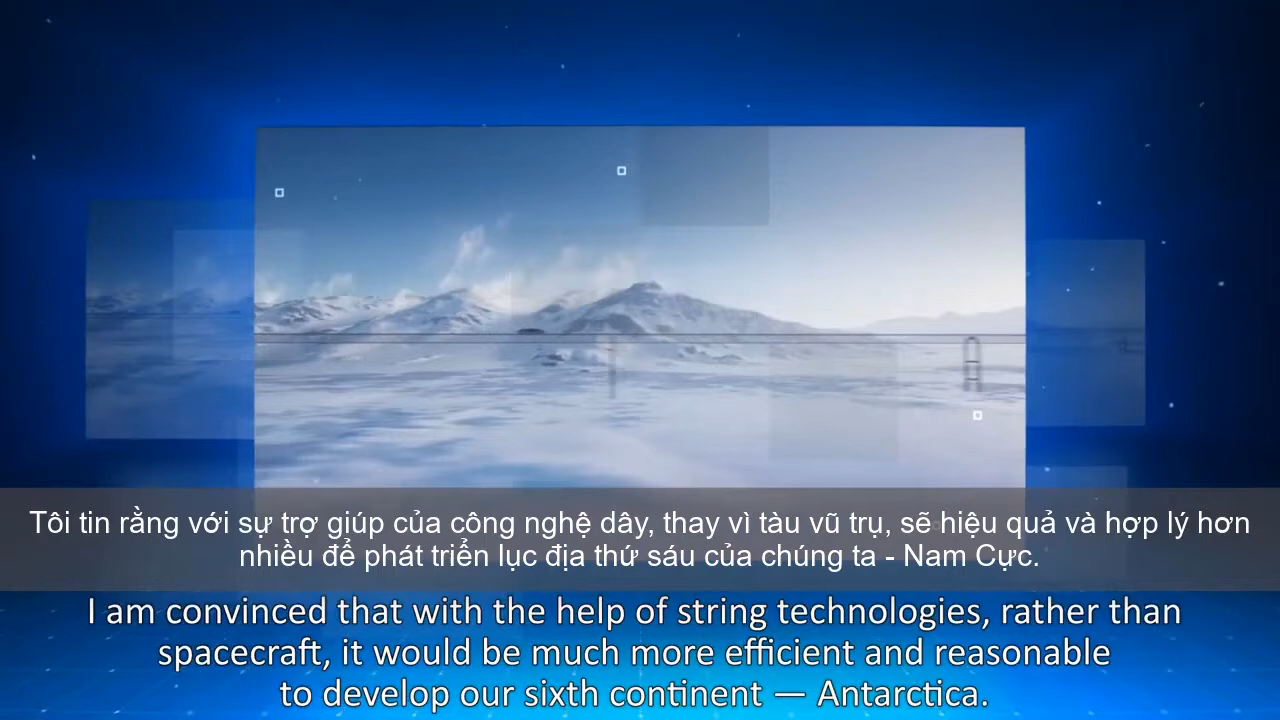 Tôi tin rằng với sự trợ giúp của công nghệ dây, thay vì tàu vũ trụ, sẽ hiệu quả và hợp lý hơn
nhiều để phát triển lục địa thứ sáu của chúng ta - Nam Cực.
I am convinced that with the help of string technologies, rather than
spacecraft, it would be much more efficient and reasonable
to develop our sixth continent — Antarctica.